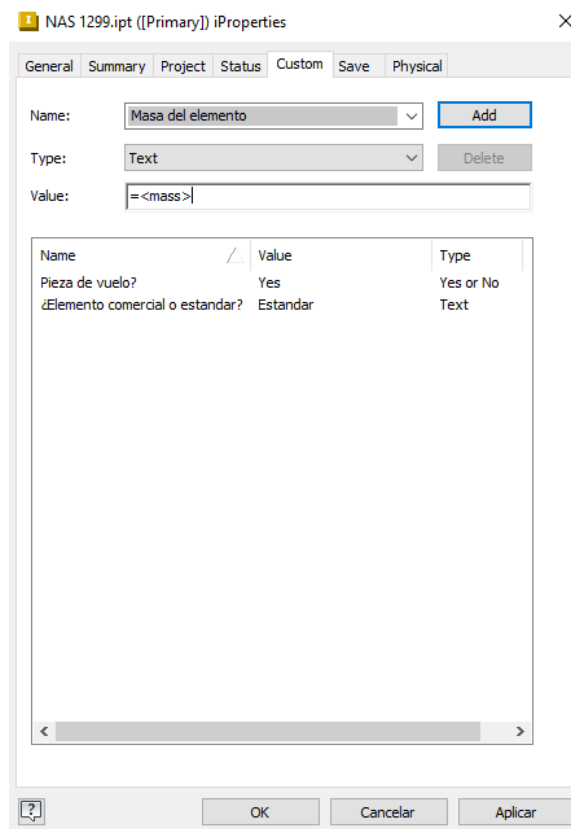 NAS 1299.ipt ([Primary]) iProperties
General Summary Project Status Custom Save Physical
Name: Masa del elemento Add
Type: Text Delete
Value: =<mass>
Name Value Type
Pieza de vuelo? Yes Yes or No
¿Elemento comercial o estandar? Estandar Text
OK Cancelar Aplicar